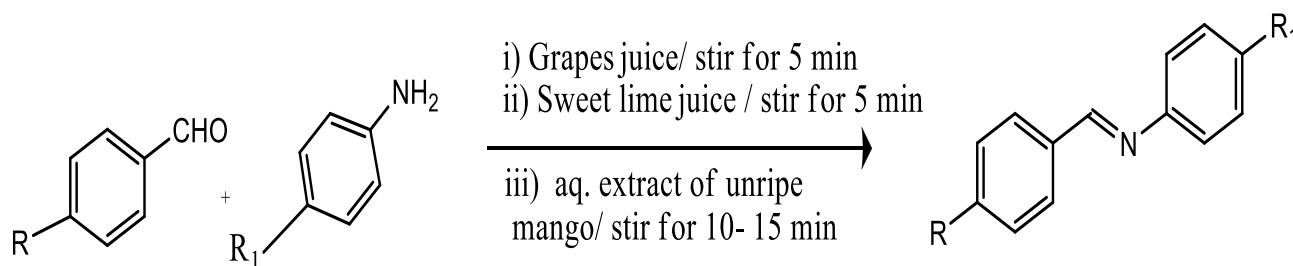 i) Grapes juice/ stir for 5 min
ii) Sweet lime juice / stir for 5 min
iii) aq. extract of unripe
mango/ stir for 10- 15 min
CHO
R
+
NH2
R1
N
R
R1